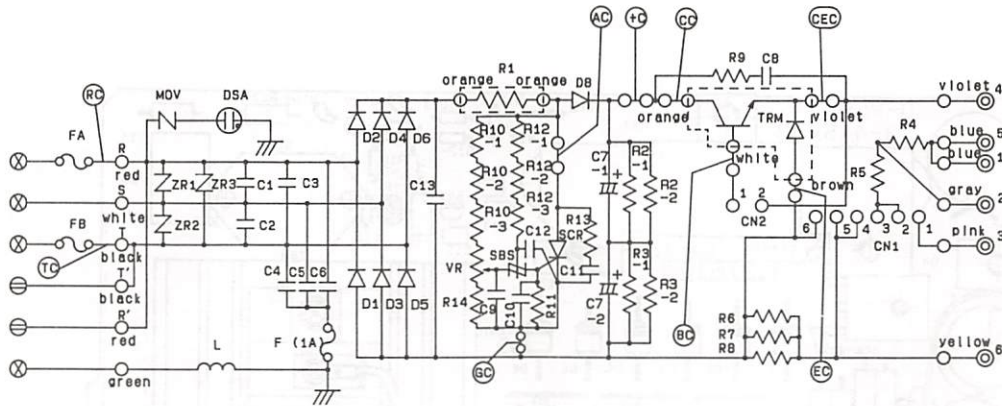 AC +C CC CEC
RC MOV DSA
orange R1 orange D8 R9 C8
orange violet violet 4
FA R red D2 D4 D6 R10 -1 R12 -1 TRM R4 blue 5
blue 1
S white ZR1 ZR3 C1 C3 C13 R10 -2 R12 -2 C7 -1 + R2 -1 R2 -2 white R5 brown gray 2
FB T black ZR2 C2 R10 -3 R12 -3 R13 1 2 CN2 6 5 4 3 2 1 CN1 pink 3
TC T' black C4 C5 C6 VR SBS C12 SCR C11 R3 -1 R3 -2
R' red D1 D3 D5 R14 C9 C10 R11 C7 -2 + BC
L F (1A) R6
R7
R8 yellow 6
green GC EC